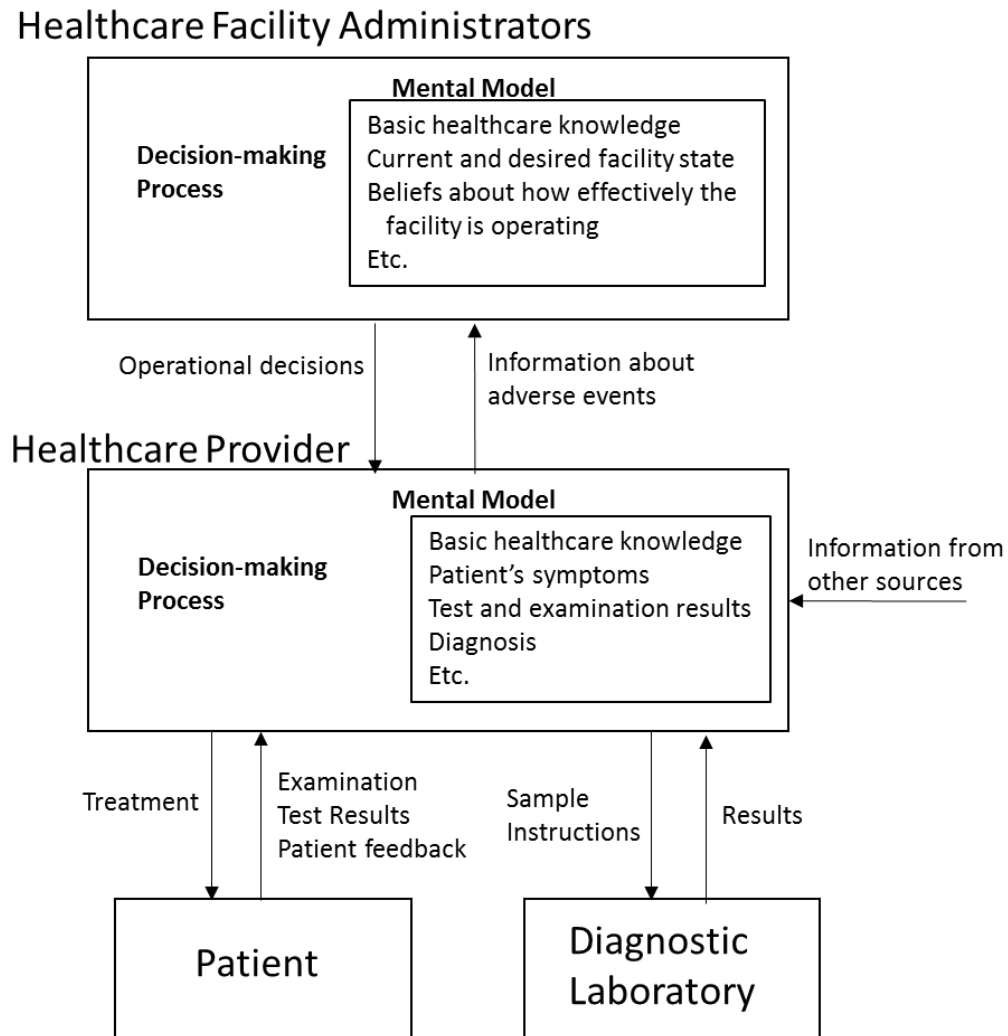 Healthcare Facility Administrators
Mental Model
Decision-making
Process
Basic healthcare knowledge
Current and desired facility state
Beliefs about how effectively the
facility is operating
Etc.
Operational decisions
Information about
adverse events
Healthcare Provider
Mental Model
Decision-making
Process
Basic healthcare knowledge
Patient's symptoms
Test and examination results
Diagnosis
Etc.
Information from
other sources
Treatment
Examination
Test Results
Patient feedback
Sample
Instructions
Results
Patient
Diagnostic
Laboratory